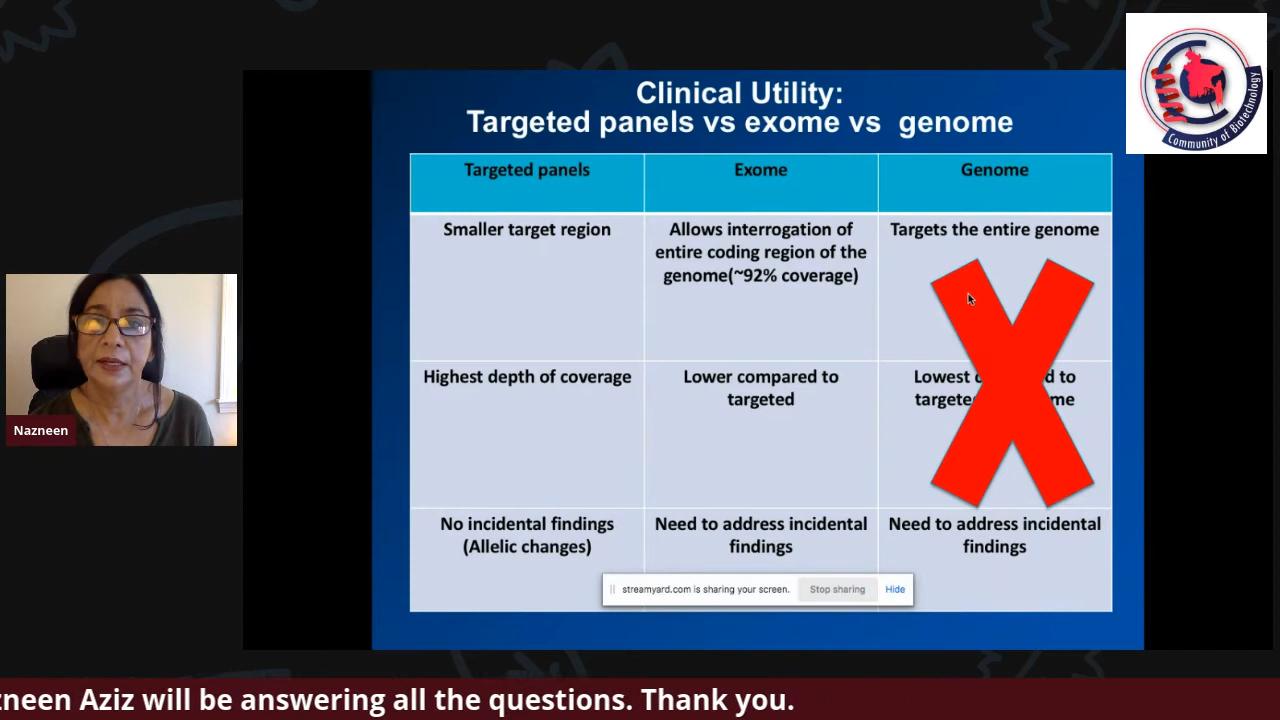 Clinical Utility:
Targeted panels vs exome vs genome
Targeted panels
Exome
Genome
Smaller target region
Allows interrogation of
entire coding region of the
genome(~92% coverage)
Targets the entire genome
Highest depth of coverage
Lower compared to
targeted
Lowest to
No incidental findings
(Allelic changes)
Need to address incidental
findings
Need to address incidental
findings
streamyard.com is sharing your screen.
Stop sharing
Hide
Community of Biotechnology
Nazneen
Aziz will be answering all the questions. Thank you.